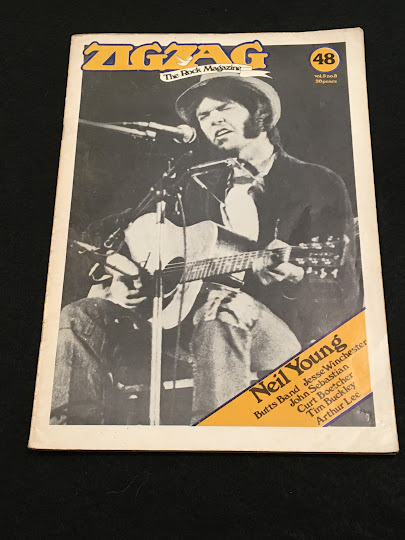 ZIGZAG
The Rock Magazine
48
vol.5 no.8
30 pence
Neil Young
Butts Band Jesse Winchester
John Sebastian
Curt Boetcher
Tim Buckley
Arthur Lee